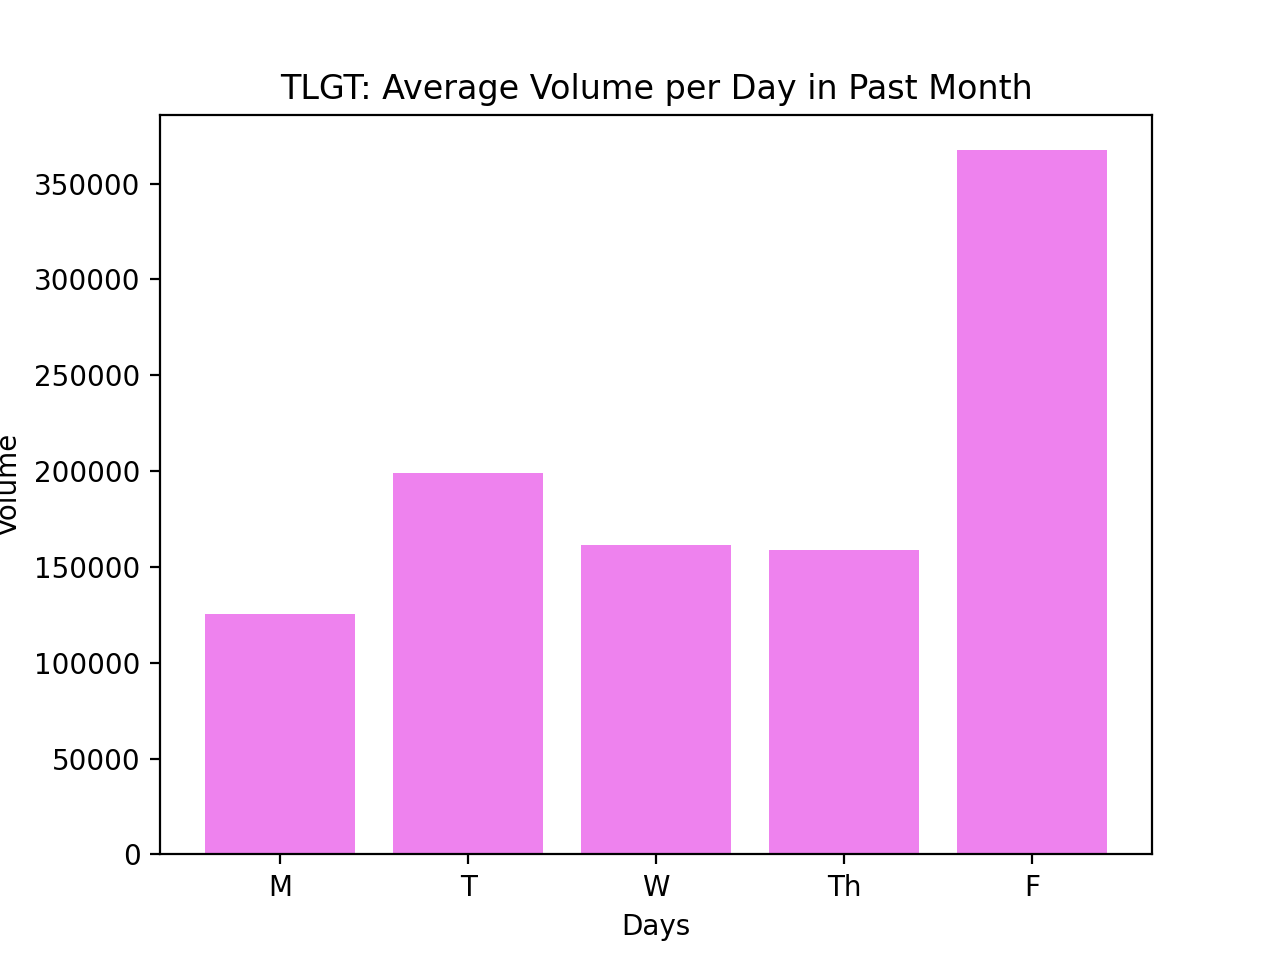 TLGT: Average Volume per Day in Past Month
350000
300000
250000
200000
150000
100000
50000
0
Volume
M T W Th F
Days